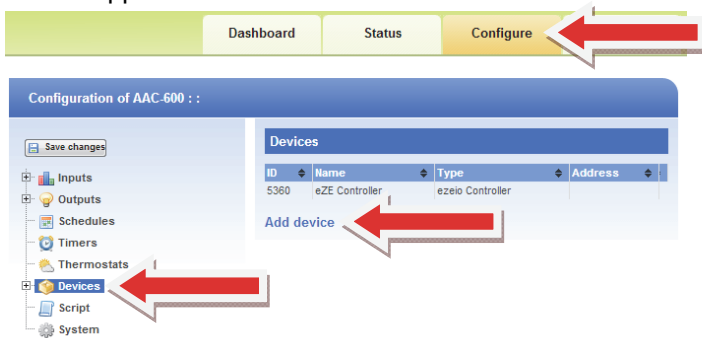 Dashboard Status Configure
Configuration of AAC-600 : :
Save changes
Devices
Inputs
ID Name Type Address
Outputs
5360 eZE Controller ezeio Controller
Schedules
Add device
Timers
Thermostats
Devices
Script
System